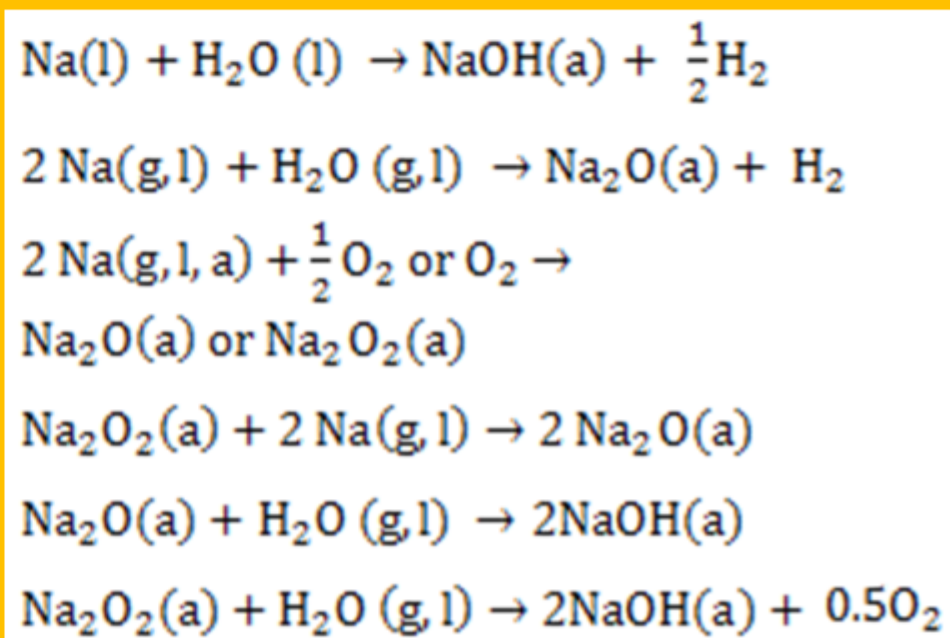 Na(l) + H₂O (l) → NaOH(a) + ½H₂
2 Na(g,l) + H₂O (g,l) → Na₂O(a) + H₂
2 Na(g,l,a) + ½O₂ or O₂ →
Na₂O(a) or Na₂O₂(a)
Na₂O₂(a) + 2 Na(g,l) → 2 Na₂O(a)
Na₂O(a) + H₂O (g,l) → 2NaOH(a)
Na₂O₂(a) + H₂O (g,l) → 2NaOH(a) + 0.5O₂